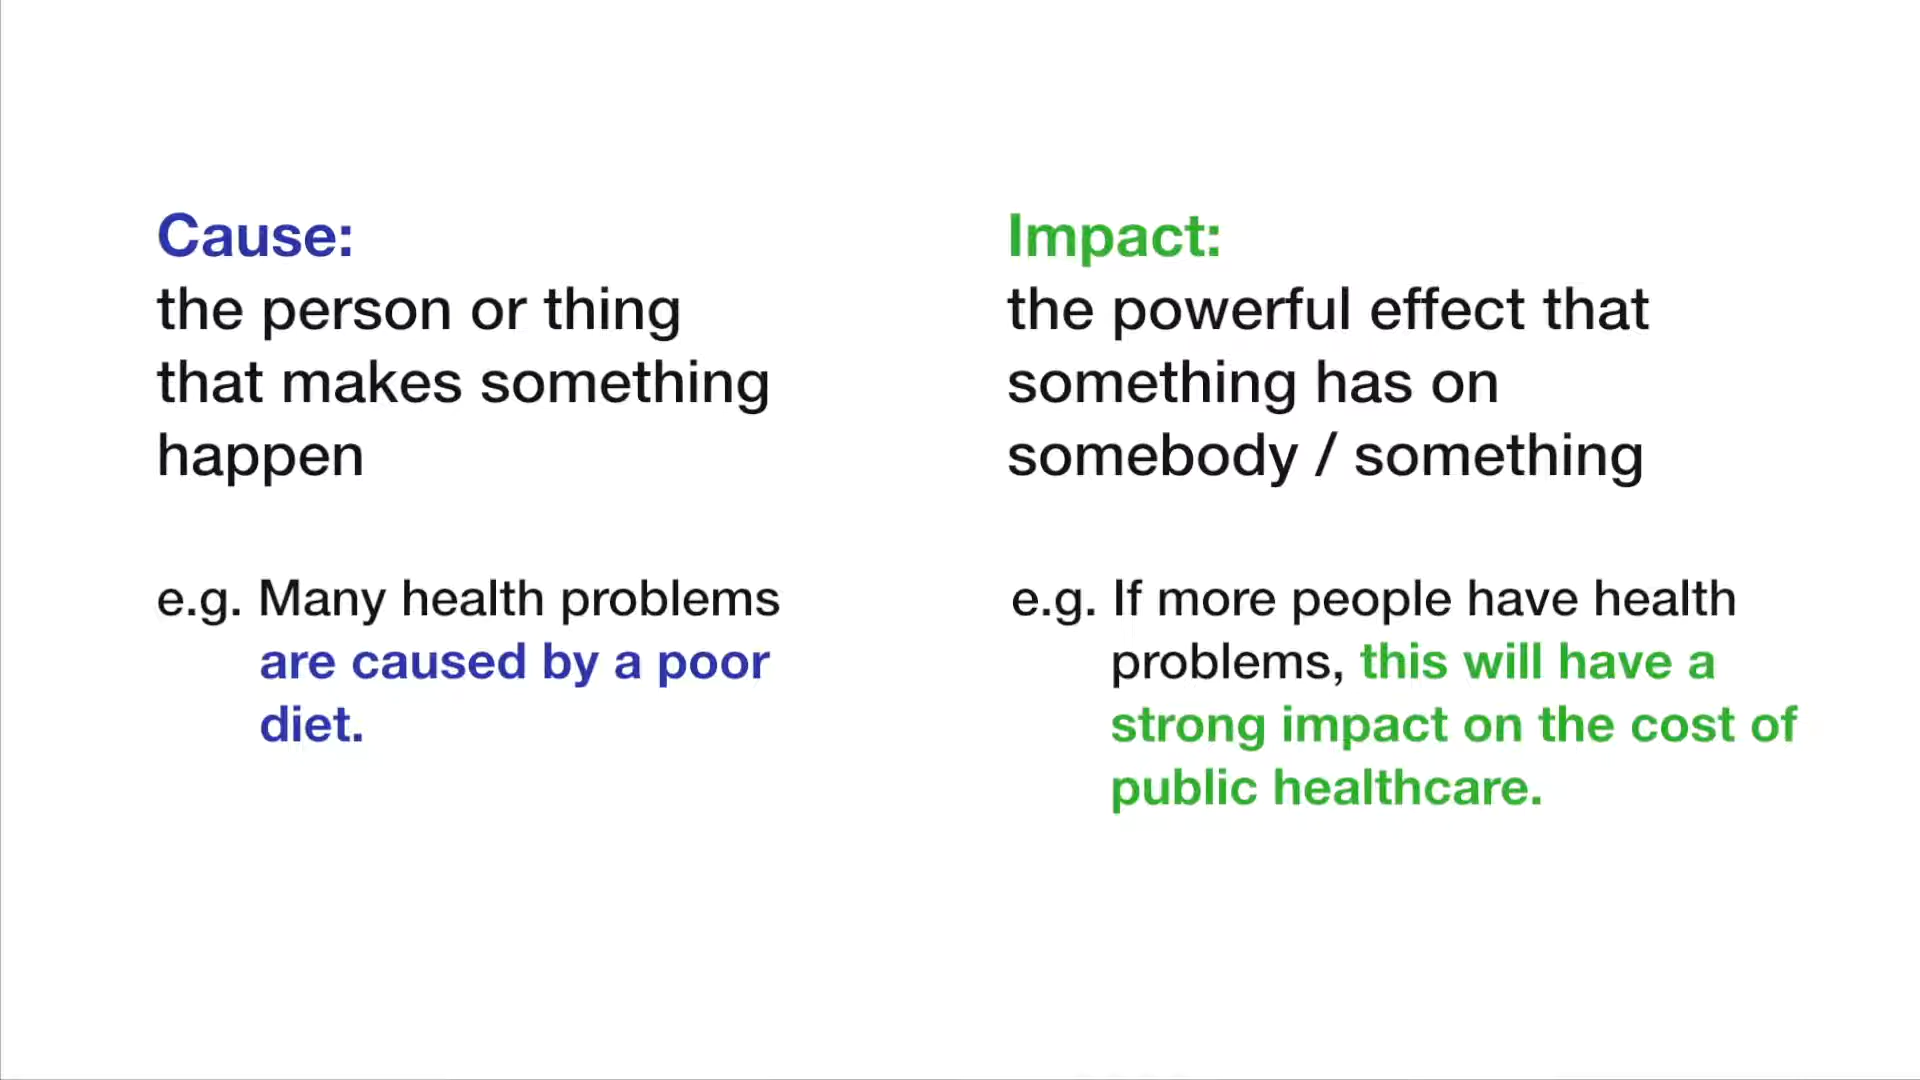 Cause:
the person or thing
that makes something
happen
e.g. Many health problems
are caused by a poor
diet.
Impact:
the powerful effect that
something has on
somebody / something
e.g. If more people have health
problems, this will have a
strong impact on the cost of
public healthcare.